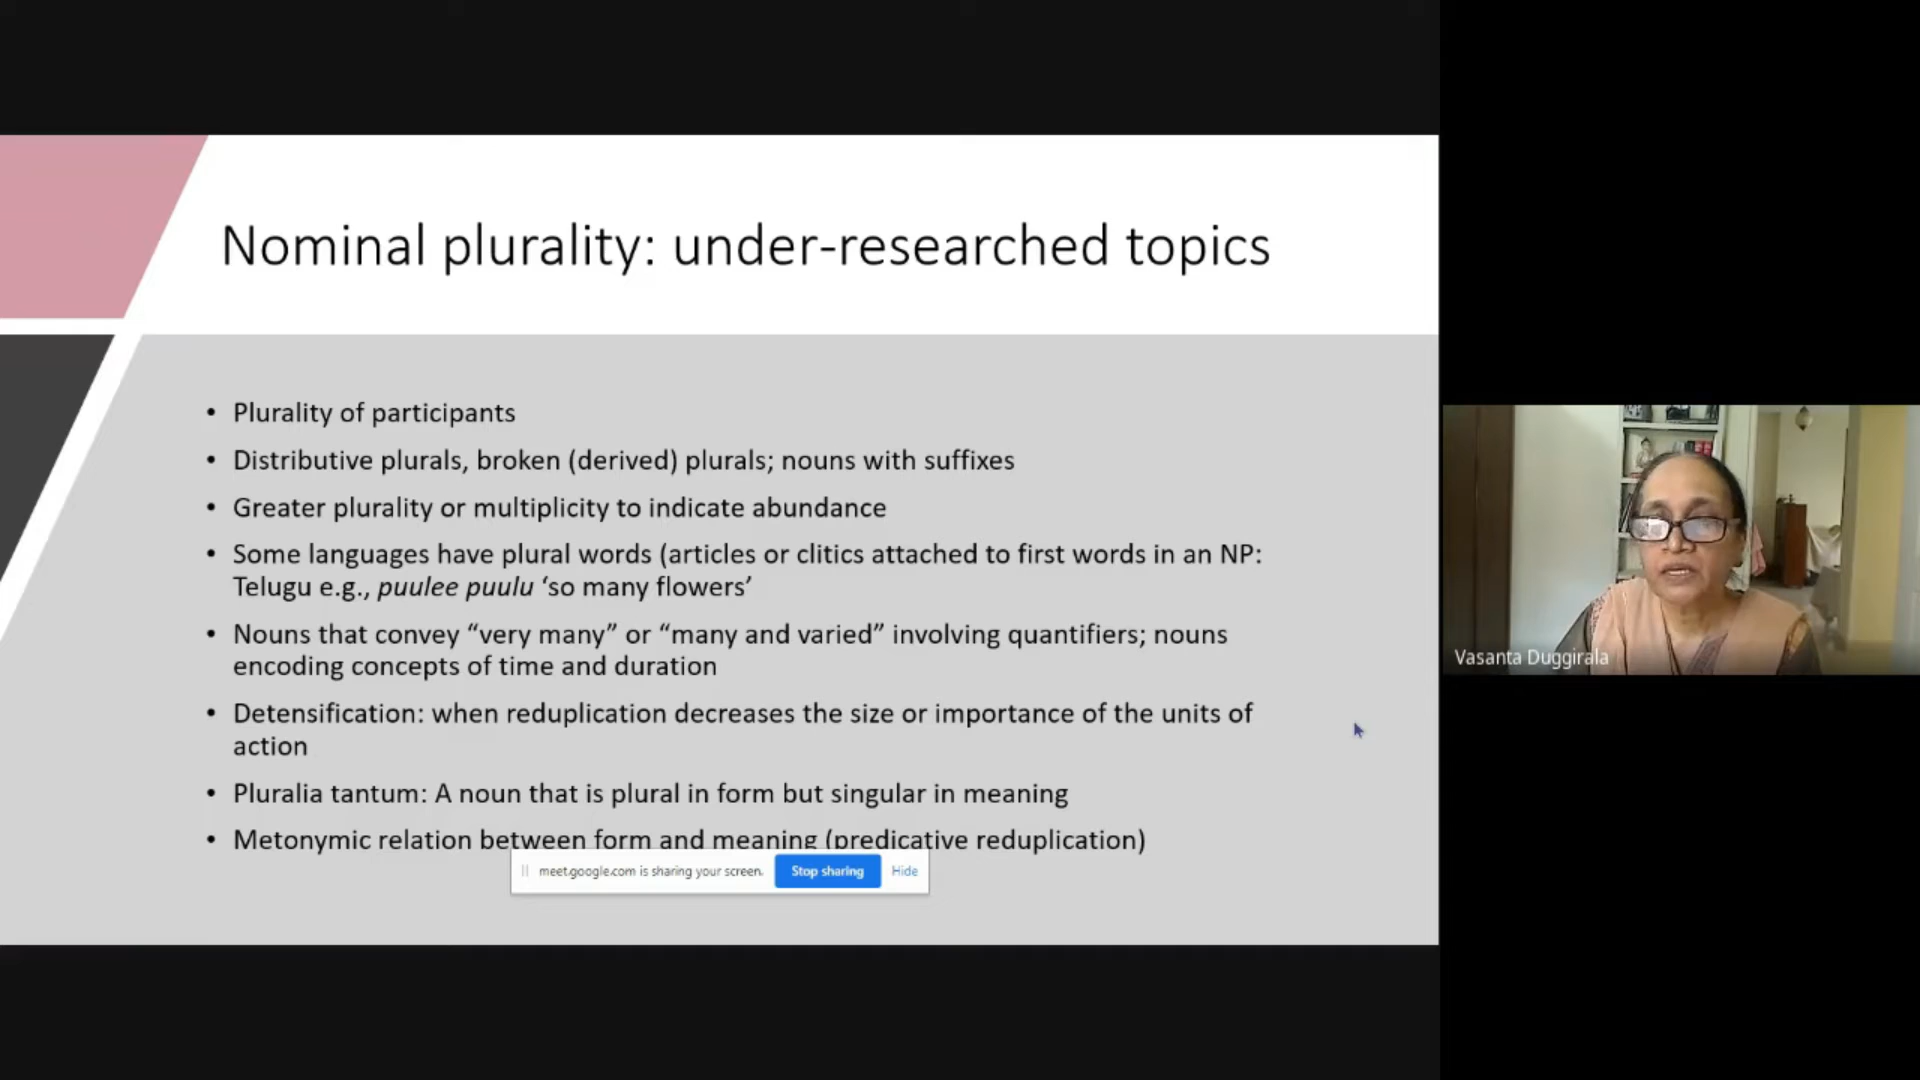 Nominal plurality: under-researched topics
• Plurality of participants
• Distributive plurals, broken (derived) plurals; nouns with suffixes
• Greater plurality or multiplicity to indicate abundance
• Some languages have plural words (articles or clitics attached to first words in an NP:
Telugu e.g., puulee puulu ‘so many flowers’
• Nouns that convey “very many” or “many and varied” involving quantifiers; nouns
encoding concepts of time and duration
• Detensification: when reduplication decreases the size or importance of the units of
action
• Pluralia tantum: A noun that is plural in form but singular in meaning
• Metonymic relation between form and meaning (predicative reduplication)
meet.google.com is sharing your screen. Stop sharing Hide
Vasanta Duggirala